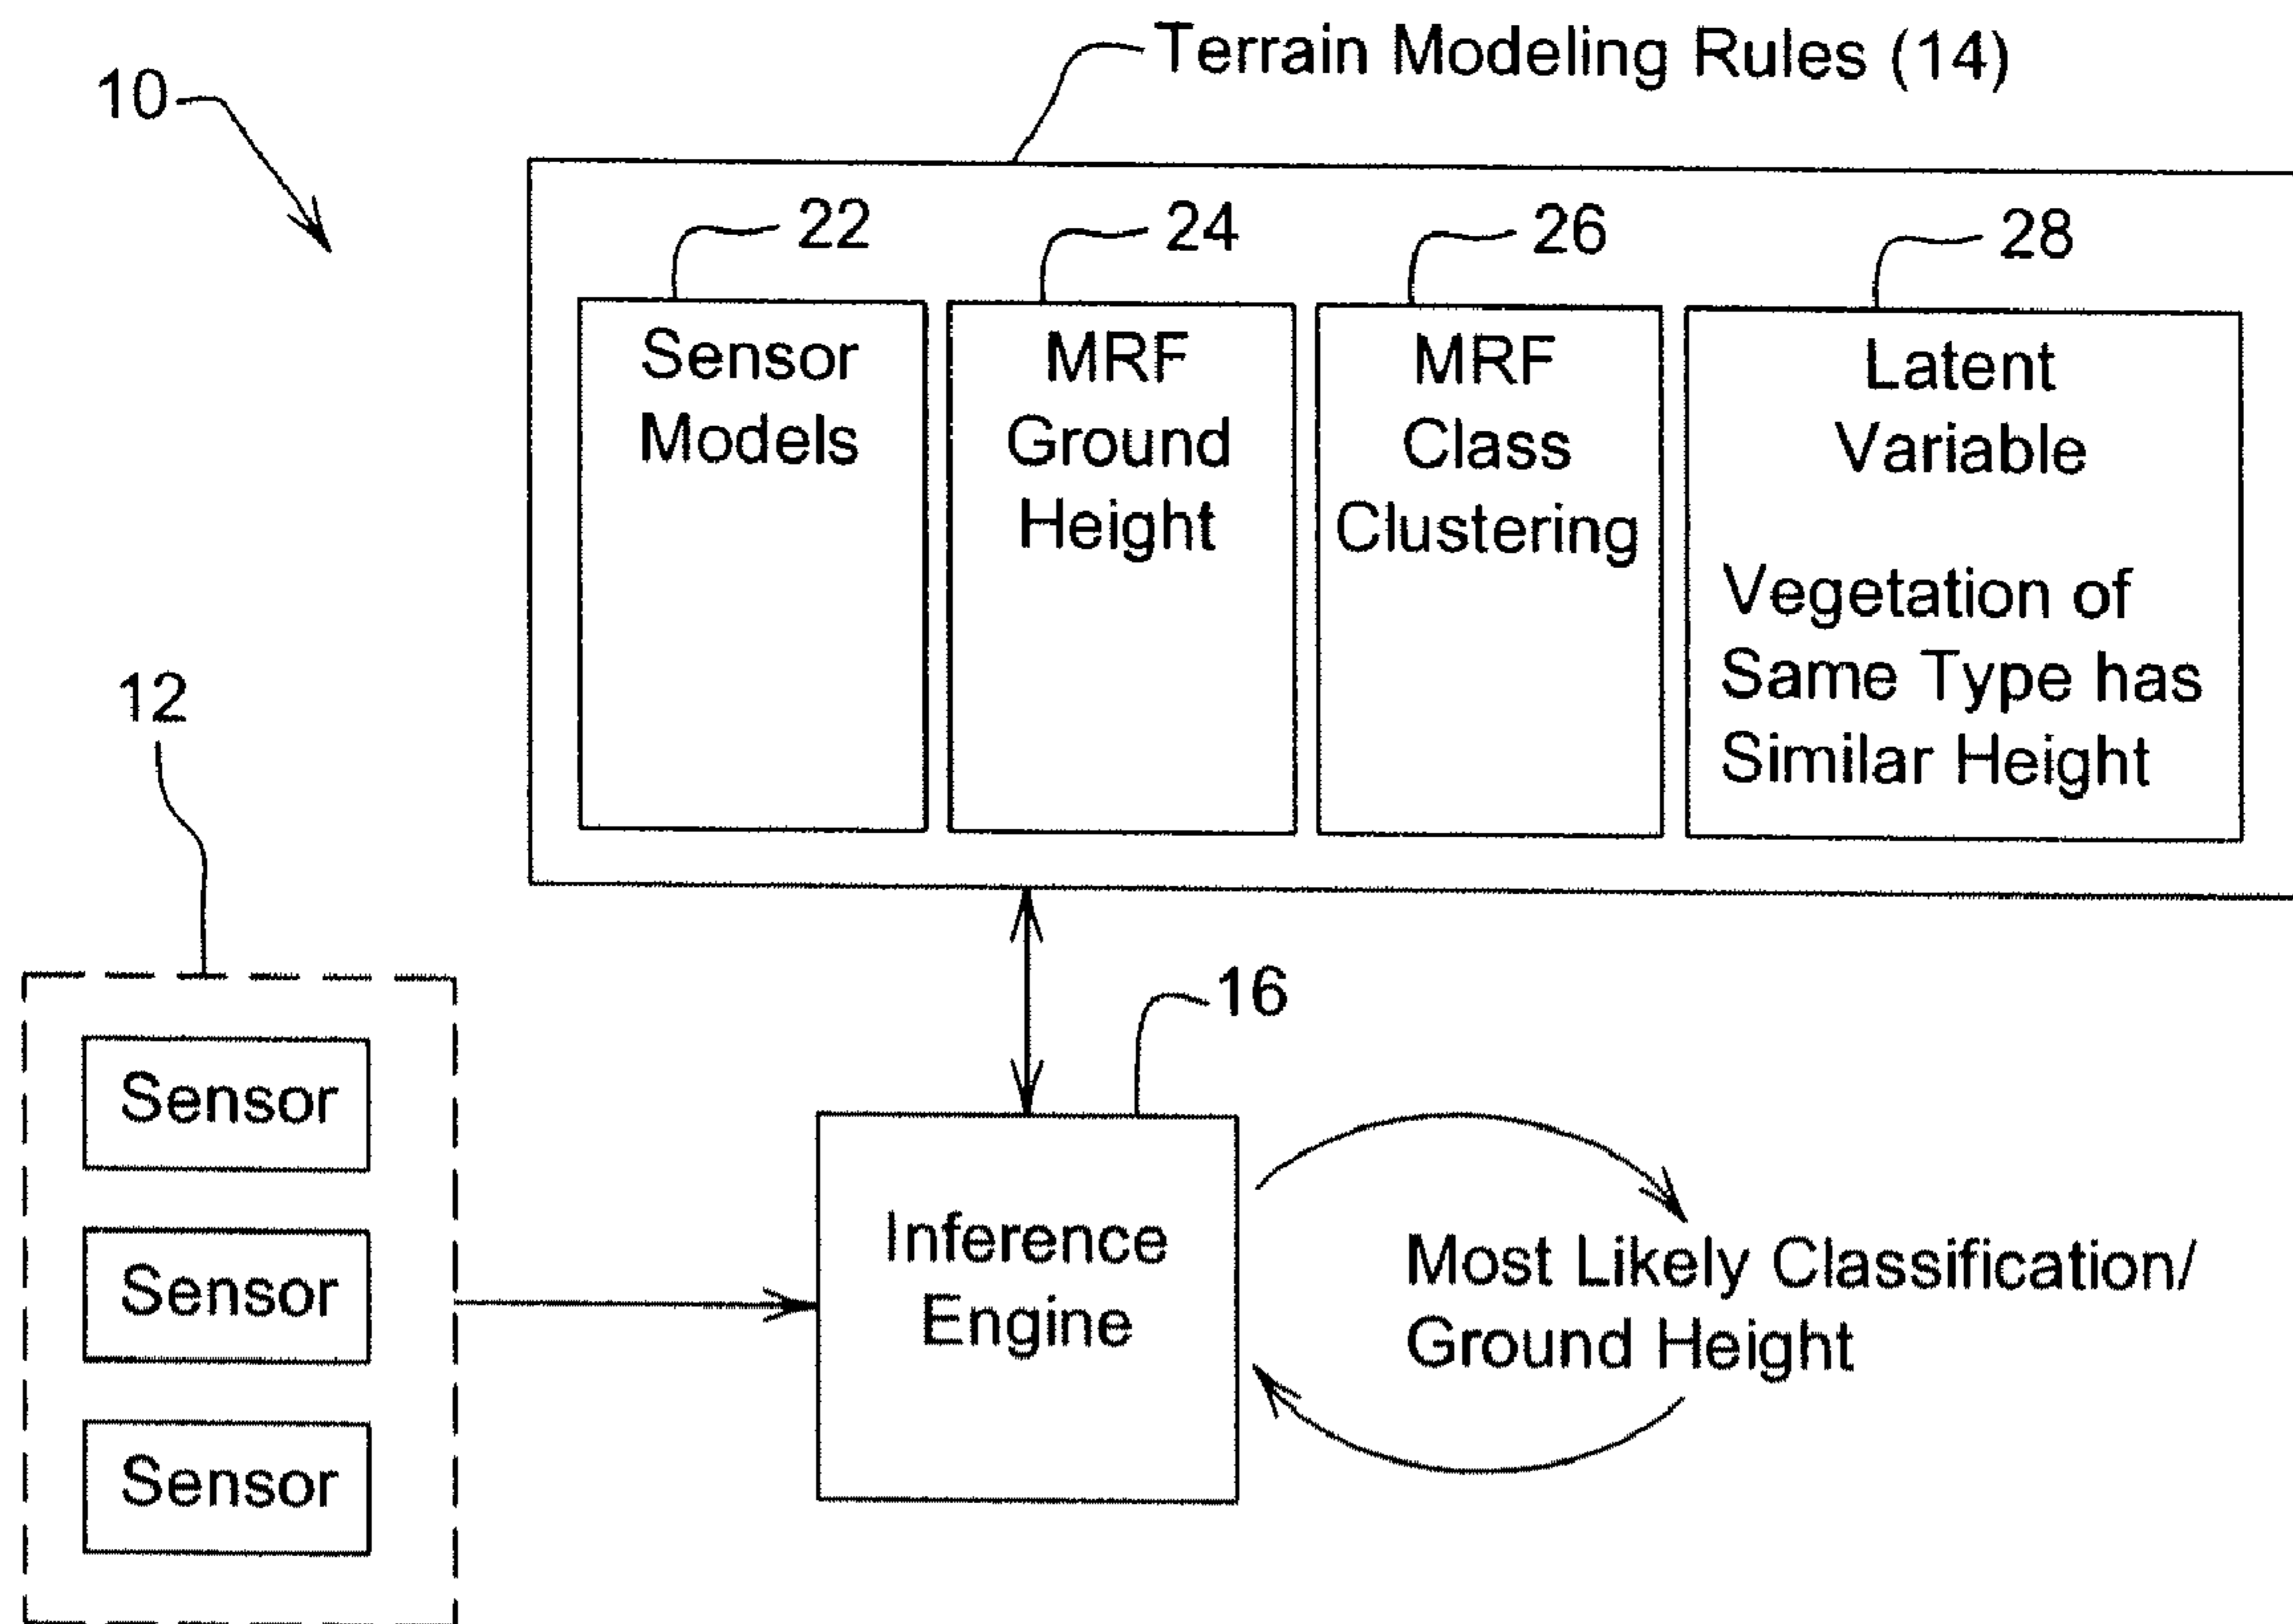 Terrain Modeling Rules (14)
10
22
24
26
28
Sensor
Models
MRF
Ground
Height
MRF
Class
Clustering
Latent
Variable
Vegetation of
Same Type has
Similar Height
12
Sensor
Sensor
Sensor
16
Inference
Engine
Most Likely Classification/
Ground Height